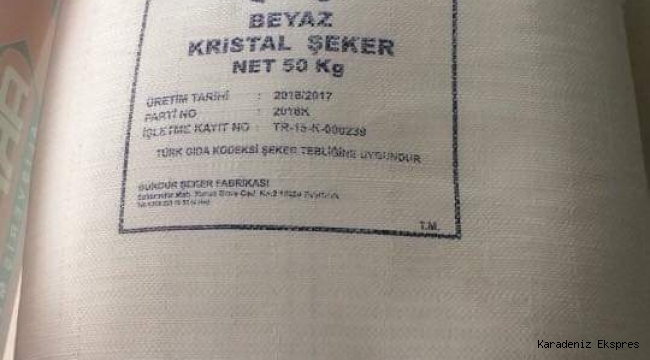 BEYAZ
KRİSTAL ŞEKER
NET 50 Kg
ÜRETİM TARİHİ : 2016/2017
PARTİ NO : 2016K
İŞLETME KAYIT NO : TR-15-K-000239
TÜRK GIDA KODEKSİ ŞEKER TEBLİĞİNE UYGUNDUR
BURDUR ŞEKER FABRİKASI
T.M.
Karadeniz Ekspres